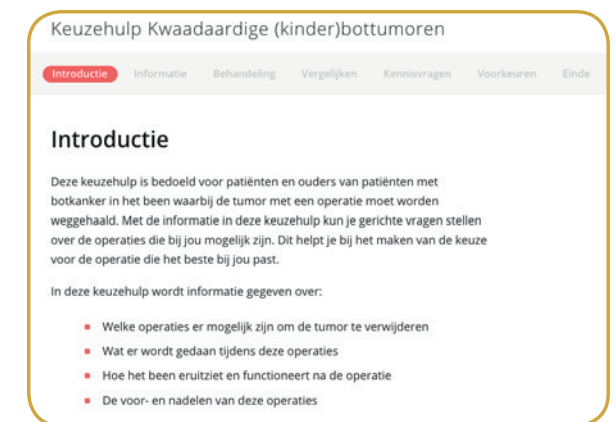 Keuzehulp Kwaadaardige (kinder)bottumoren
Introductie Informatie Behandeling Vergelijken Kennisvragen Voorkeuren Einde
Introductie
Deze keuzehulp is bedoeld voor patiënten en ouders van patiënten met
botkanker in het been waarbij de tumor met een operatie moet worden
weggehaald. Met de informatie in deze keuzehulp kun je gerichte vragen stellen
over de operaties die bij jou mogelijk zijn. Dit helpt je bij het maken van de keuze
voor de operatie die het beste bij jou past.
In deze keuzehulp wordt informatie gegeven over:
Welke operaties er mogelijk zijn om de tumor te verwijderen
Wat er wordt gedaan tijdens deze operaties
Hoe het been eruitziet en functioneert na de operatie
De voor- en nadelen van deze operaties